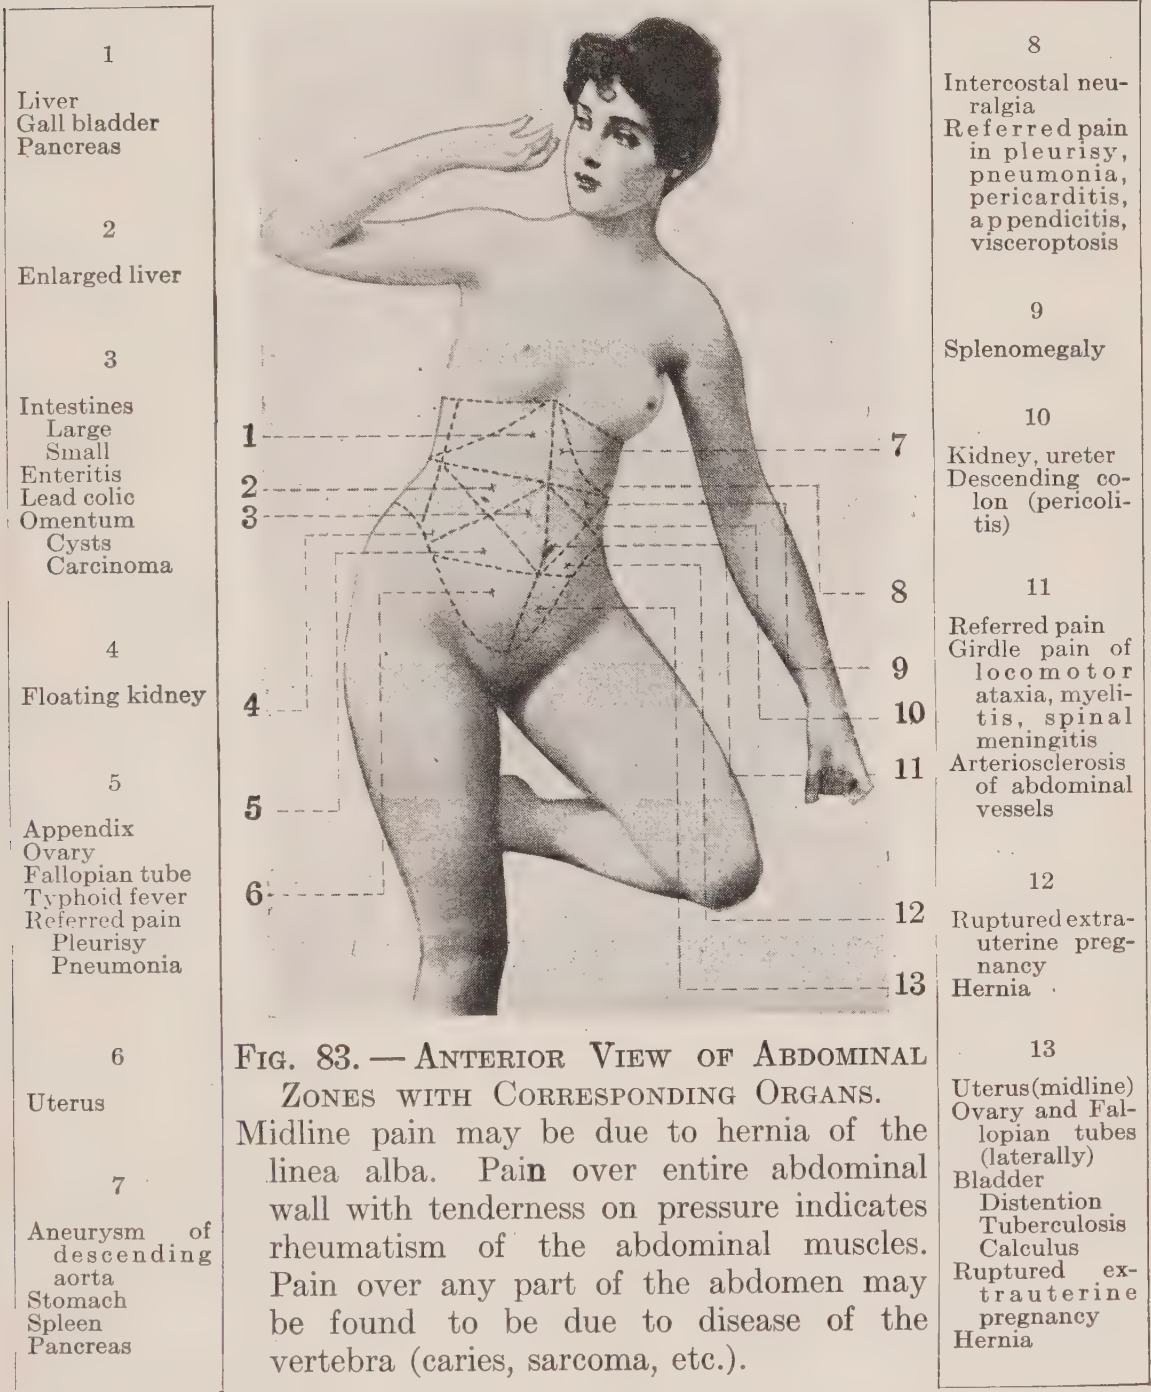 1
Liver
Gall bladder
Pancreas
2
Enlarged liver
3
Intestines
Large
Small
Enteritis
Lead colic
Omentum
Cysts
Carcinoma
4
Floating kidney
5
Appendix
Ovary
Fallopian tube
Typhoid fever
Referred pain
Pleurisy
Pneumonia
6
Uterus
7
Aneurysm of
descending
aorta
Stomach
Spleen
Pancreas
1
2
3
4
5
6
7
8
9
10
11
12
13
FIG. 83. — ANTERIOR VIEW OF ABDOMINAL
ZONES WITH CORRESPONDING ORGANS.
Midline pain may be due to hernia of the
linea alba. Pain over entire abdominal
wall with tenderness on pressure indicates
rheumatism of the abdominal muscles.
Pain over any part of the abdomen may
be found to be due to disease of the
vertebra (caries, sarcoma, etc.).
8
Intercostal neu-
ralgia
Referred pain
in pleurisy,
pneumonia,
pericarditis,
appendicitis,
visceroptosis
9
Splenomegaly
10
Kidney, ureter
Descending co-
lon (pericoli-
tis)
11
Referred pain
Girdle pain of
locomotor
ataxia, myeli-
tis, spinal
meningitis
Arteriosclerosis
of abdominal
vessels
12
Ruptured extra-
uterine preg-
nancy
Hernia
13
Uterus (midline)
Ovary and Fal-
lopian tubes
(laterally)
Bladder
Distention
Tuberculosis
Calculus
Ruptured ex-
trauterine
pregnancy
Hernia